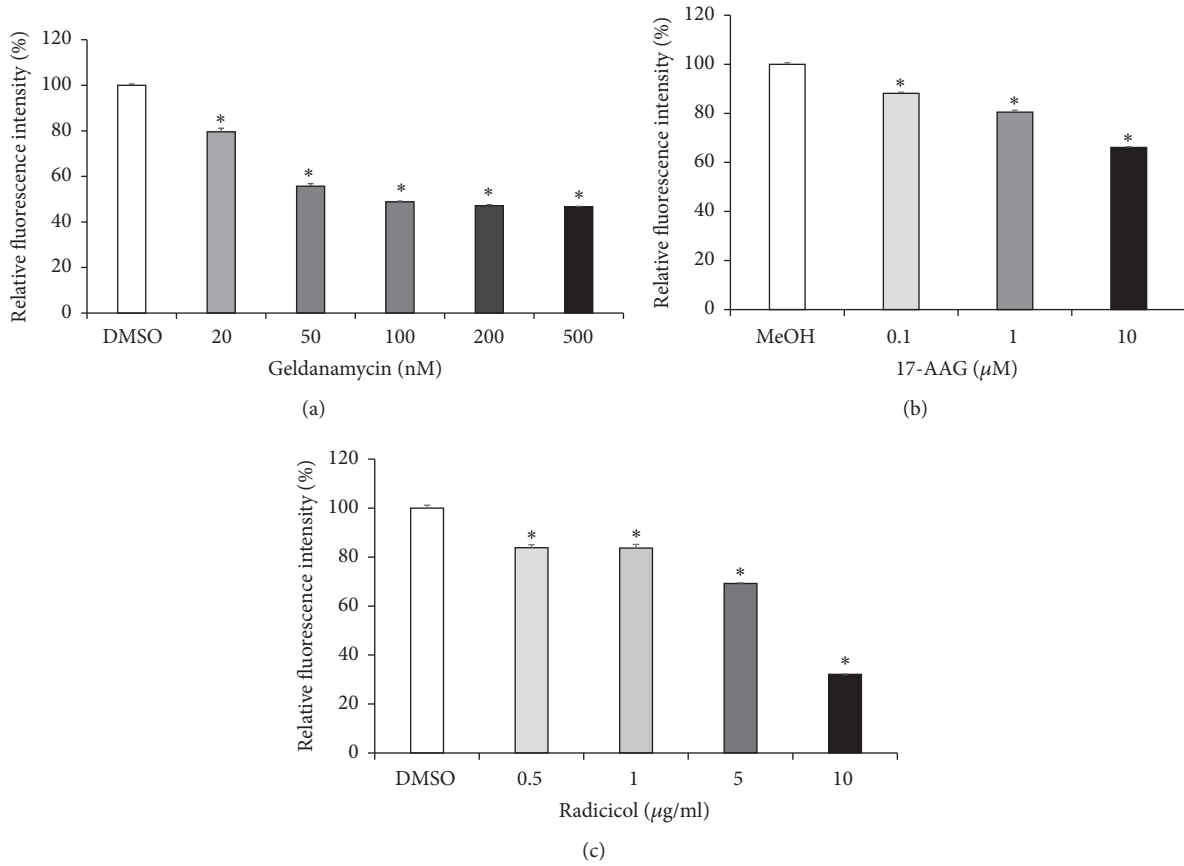 Relative fluorescence intensity (%)
120
100
80
60
40
20
0
* * * * *
DMSO 20 50 100 200 500
Geldanamycin (nM)
(a)
Relative fluorescence intensity (%)
120
100
80
60
40
20
0
* * *
MeOH 0.1 1 10
17-AAG (μM)
(b)
Relative fluorescence intensity (%)
120
100
80
60
40
20
0
* * * *
DMSO 0.5 1 5 10
Radicicol (μg/ml)
(c)